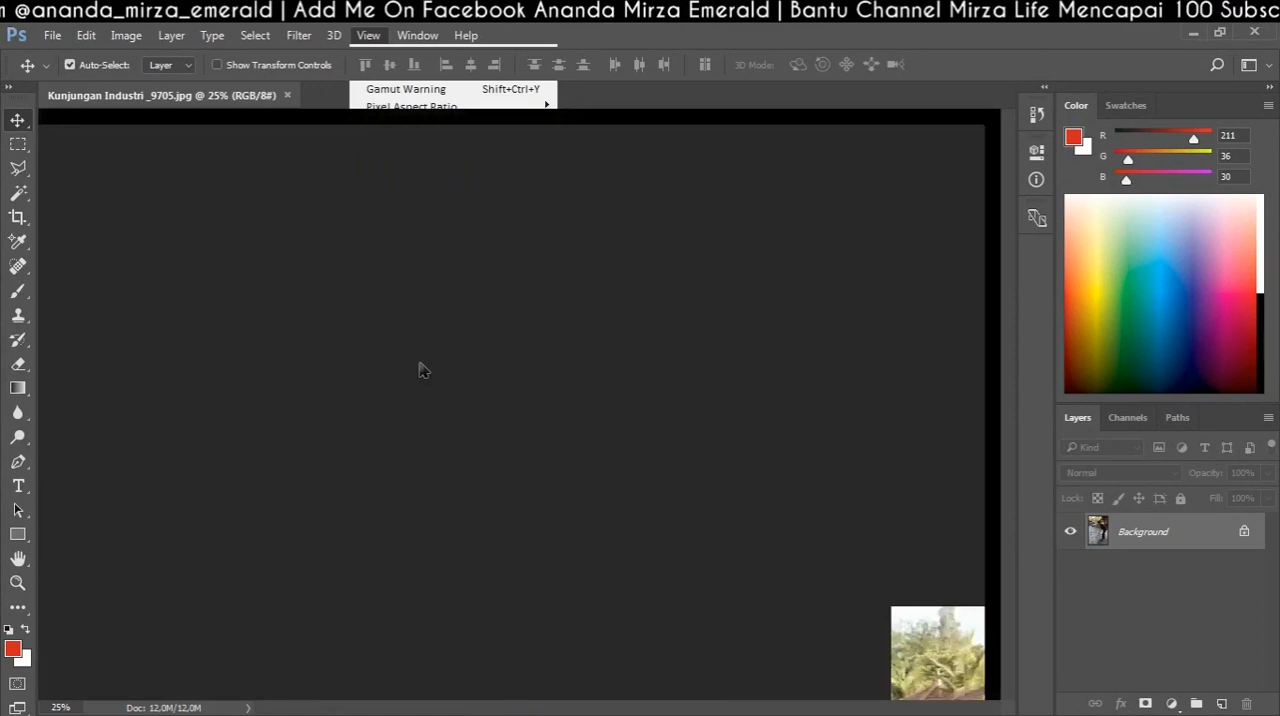 @ananda_mirza_emerald | Add Me On Facebook Ananda Mirza Emerald | Bantu Channel Mirza Life Mencapai 100 Subsc
Ps File Edit Image Layer Type Select Filter 3D View Window Help
Auto-Select: Layer Show Transform Controls 3D Mode:
Kunjungan Industri _9705.jpg @ 25% (RGB/8#) ×
Gamut Warning Shift+Ctrl+Y
Pixel Aspect Ratio
Color Swatches
R 211
G 36
B 30
Layers Channels Paths
Kind
Normal Opacity: 100%
Lock: Fill: 100%
Background
25% Doc: 12,0M/12,0M